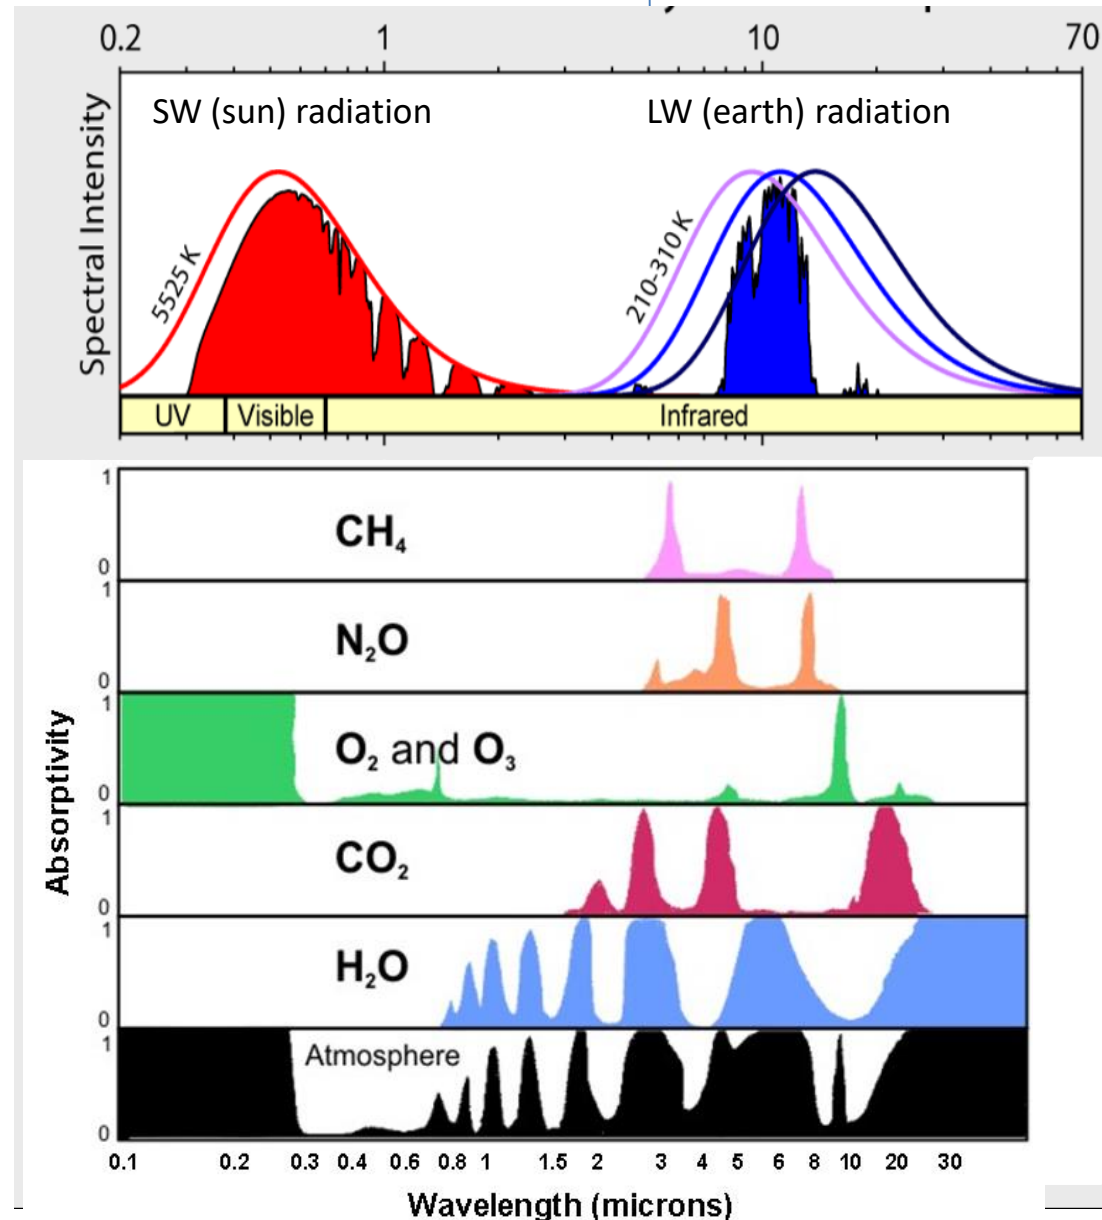 0.2 1 10 70
SW (sun) radiation LW (earth) radiation
Spectral Intensity
5525 K
210-310 K
UV Visible Infrared
Absorptivity
1
CH₄
0
1
N₂O
0
1
O₂ and O₃
0
1
CO₂
0
1
H₂O
0
1
Atmosphere
0
0.1 0.2 0.3 0.4 0.6 0.8 1 1.5 2 3 4 5 6 8 10 20 30
Wavelength (microns)